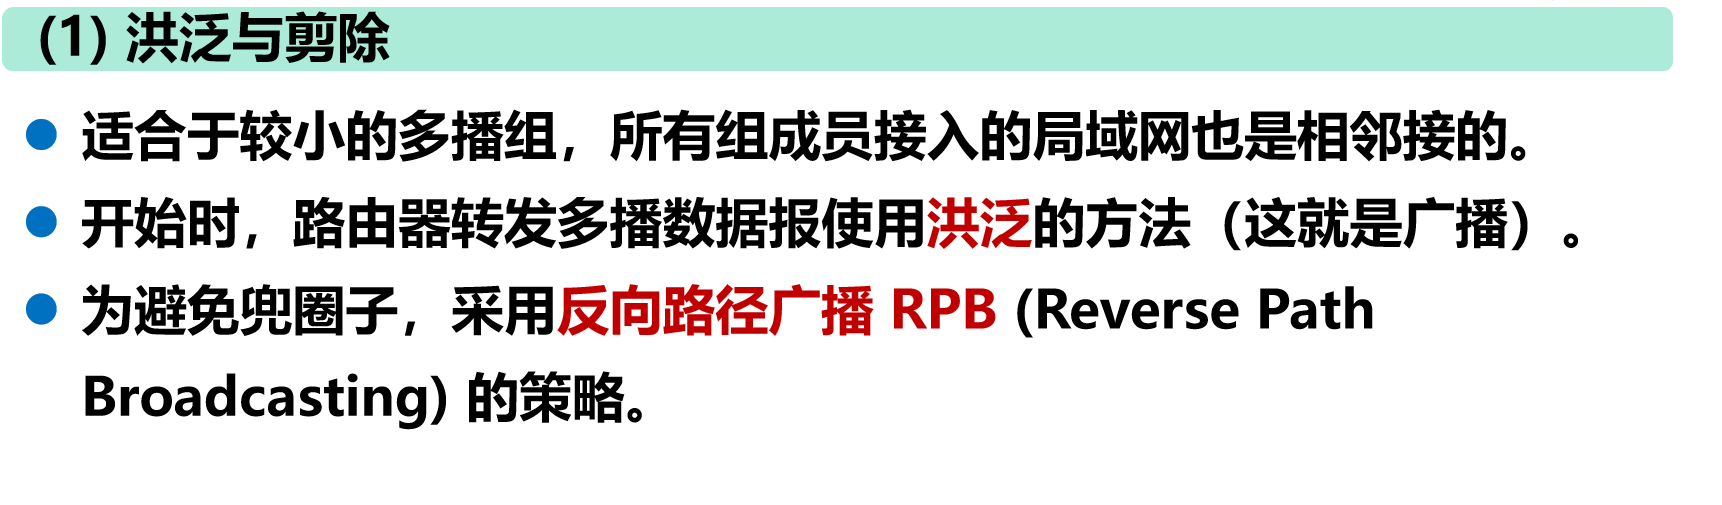 (1) 洪泛与剪除
适合于较小的多播组，所有组成员接入的局域网也是相邻接的。
开始时，路由器转发多播数据报使用洪泛的方法（这就是广播）。
为避免兜圈子，采用反向路径广播 RPB (Reverse Path
Broadcasting) 的策略。